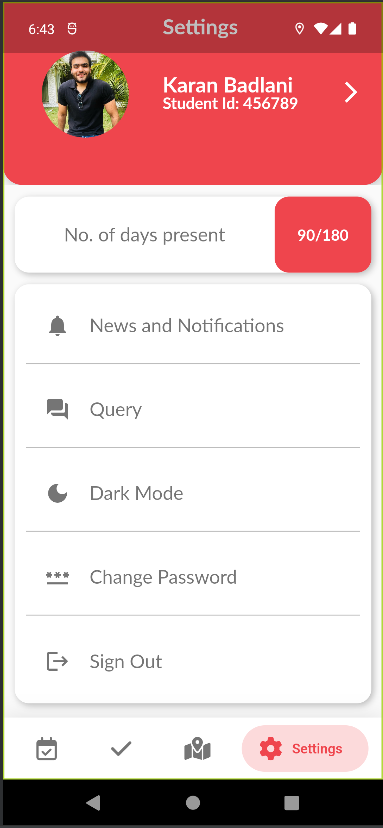 6:43
Settings
Karan Badlani
Student Id: 456789
No. of days present
90/180
News and Notifications
Query
Dark Mode
Change Password
Sign Out
Settings